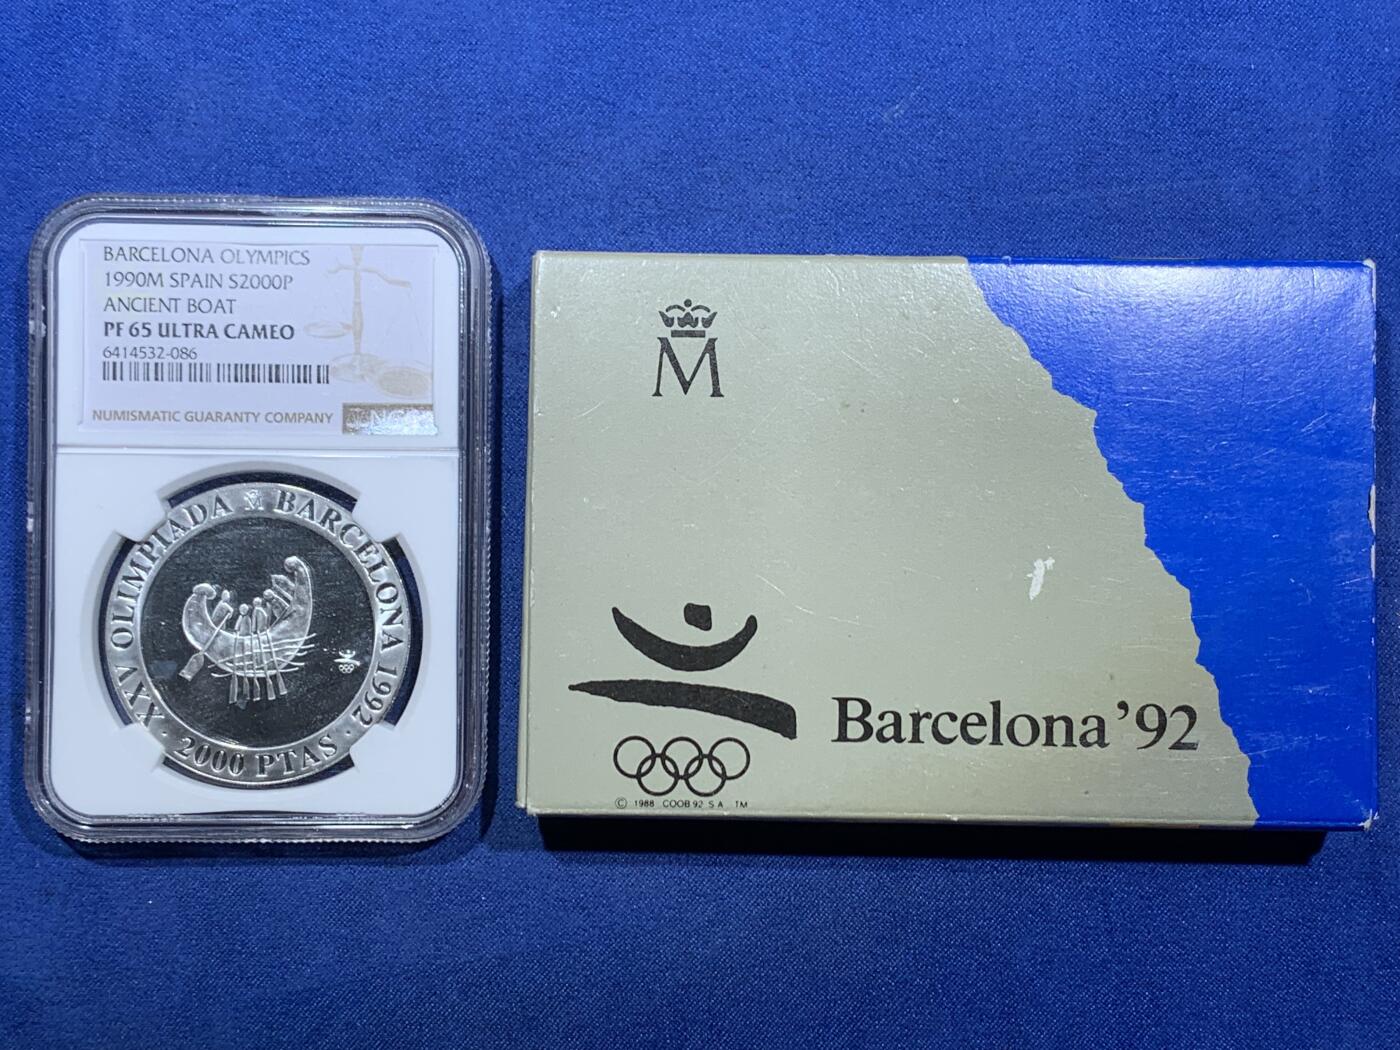 BARCELONA OLYMPICS
1990M SPAIN S2000P
ANCIENT BOAT
PF 65 ULTRA CAMEO
6414532-086
NUMISMATIC GUARANTY COMPANY
XXV OLIMPIADA M BARCELONA 1992
· 2000 PTAS ·
M
Barcelona '92
© 1988 COOB 92 S A TM